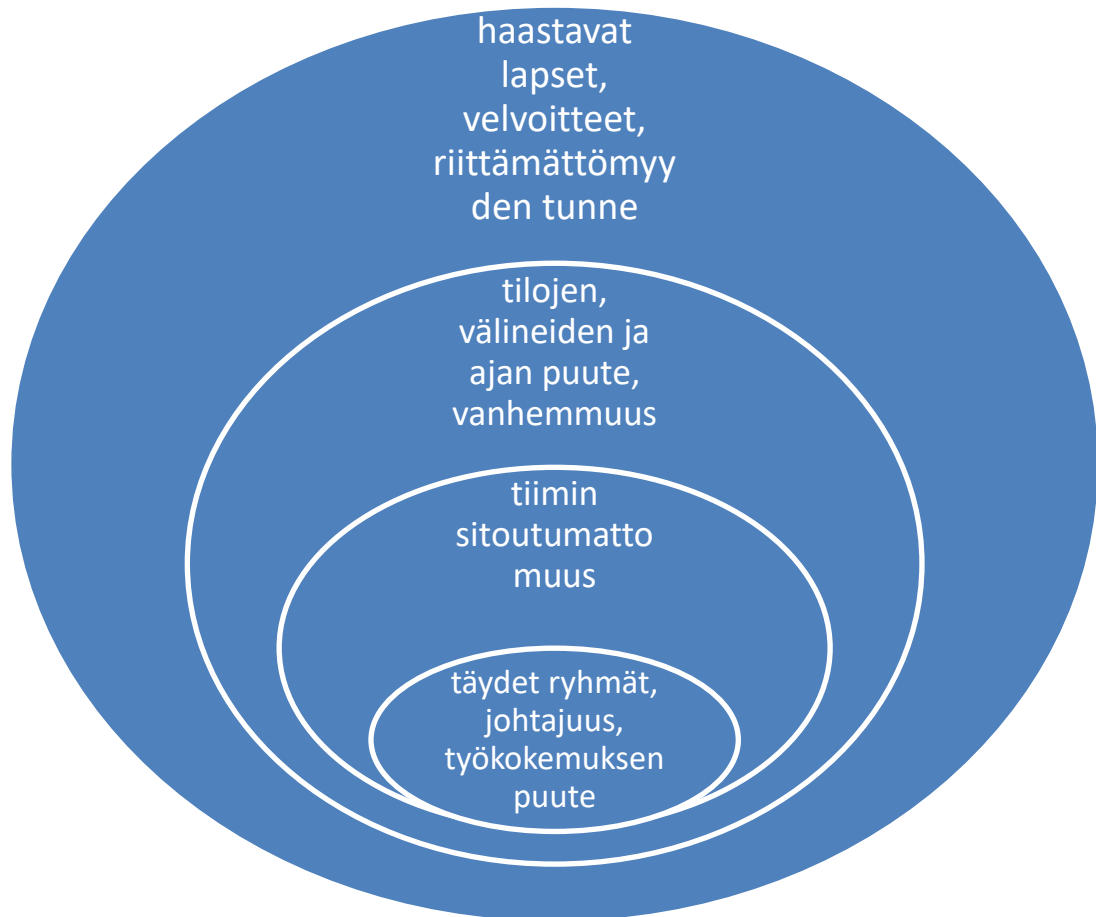 haastavat
lapset,
velvoitteet,
riittämättömyy
den tunne
tilojen,
välineiden ja
ajan puute,
vanhemmuus
tiimin
sitoutumatto
muus
täydet ryhmät,
johtajuus,
työkokemuksen
puute